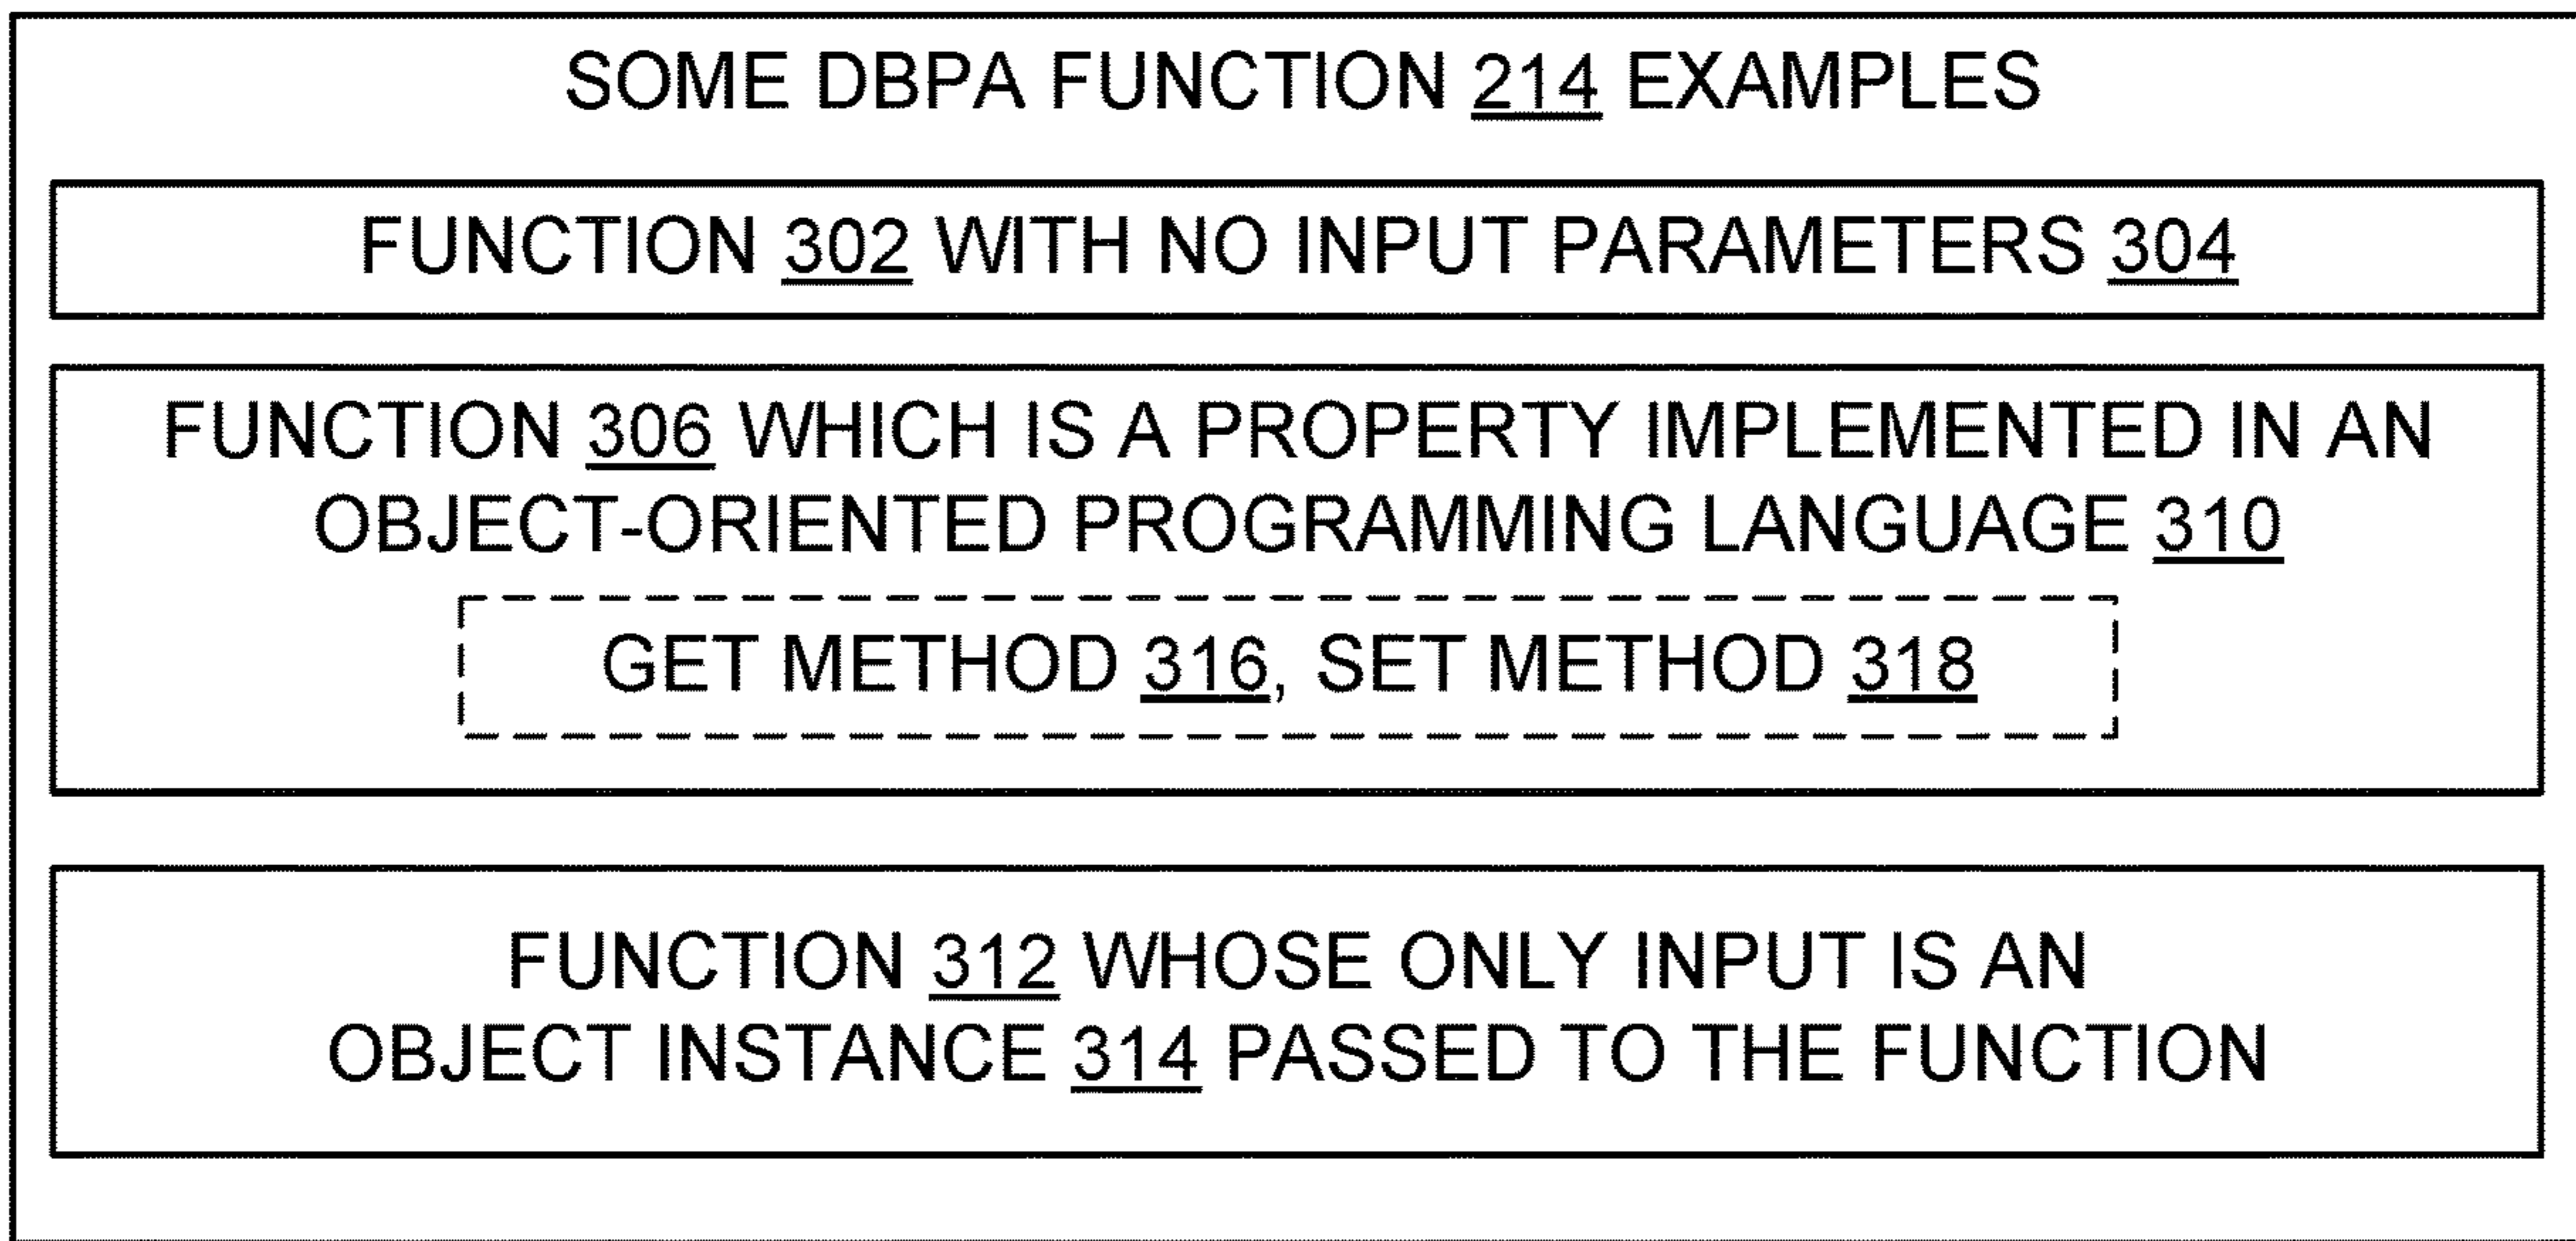 SOME DBPA FUNCTION 214 EXAMPLES
FUNCTION 302 WITH NO INPUT PARAMETERS 304
FUNCTION 306 WHICH IS A PROPERTY IMPLEMENTED IN AN
OBJECT-ORIENTED PROGRAMMING LANGUAGE 310
GET METHOD 316, SET METHOD 318
FUNCTION 312 WHOSE ONLY INPUT IS AN
OBJECT INSTANCE 314 PASSED TO THE FUNCTION